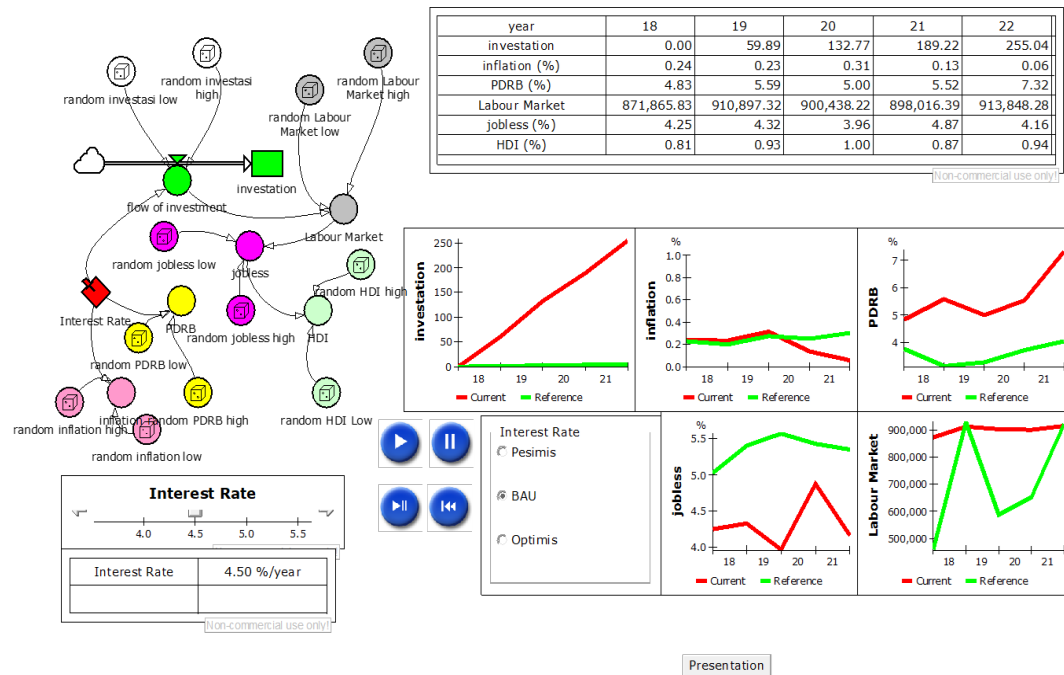 random investasi low
random investasi
high
random Labour
Market high
random Labour
Market low
flow of investment
investation
Labour Market
random jobless low
jobless
random HDI high
Interest Rate
PDRB
random jobless high
HDI
random PDRB low
inflation
random PDRB high
random HDI Low
random inflation high
random inflation low
year 18 19 20 21 22
investation 0.00 59.89 132.77 189.22 255.04
inflation (%) 0.24 0.23 0.31 0.13 0.06
PDRB (%) 4.83 5.59 5.00 5.52 7.32
Labour Market 871,865.83 910,897.32 900,438.22 898,016.39 913,848.28
jobless (%) 4.25 4.32 3.96 4.87 4.16
HDI (%) 0.81 0.93 1.00 0.87 0.94
Non-commercial use only!
investation
250
200
150
100
50
0
18 19 20 21
Current Reference
%
inflation
1.0
0.8
0.6
0.4
0.2
0.0
18 19 20 21
Current Reference
%
PDRB
7
6
5
4
18 19 20 21
Current Reference
Interest Rate
Pesimis
BAU
Optimis
%
jobless
5.5
5.0
4.5
4.0
18 19 20 21
Current Reference
Labour Market
900,000
800,000
700,000
600,000
500,000
18 19 20 21
Current Reference
Interest Rate
4.0 4.5 5.0 5.5
Interest Rate 4.50 %/year
Non-commercial use only!
Presentation